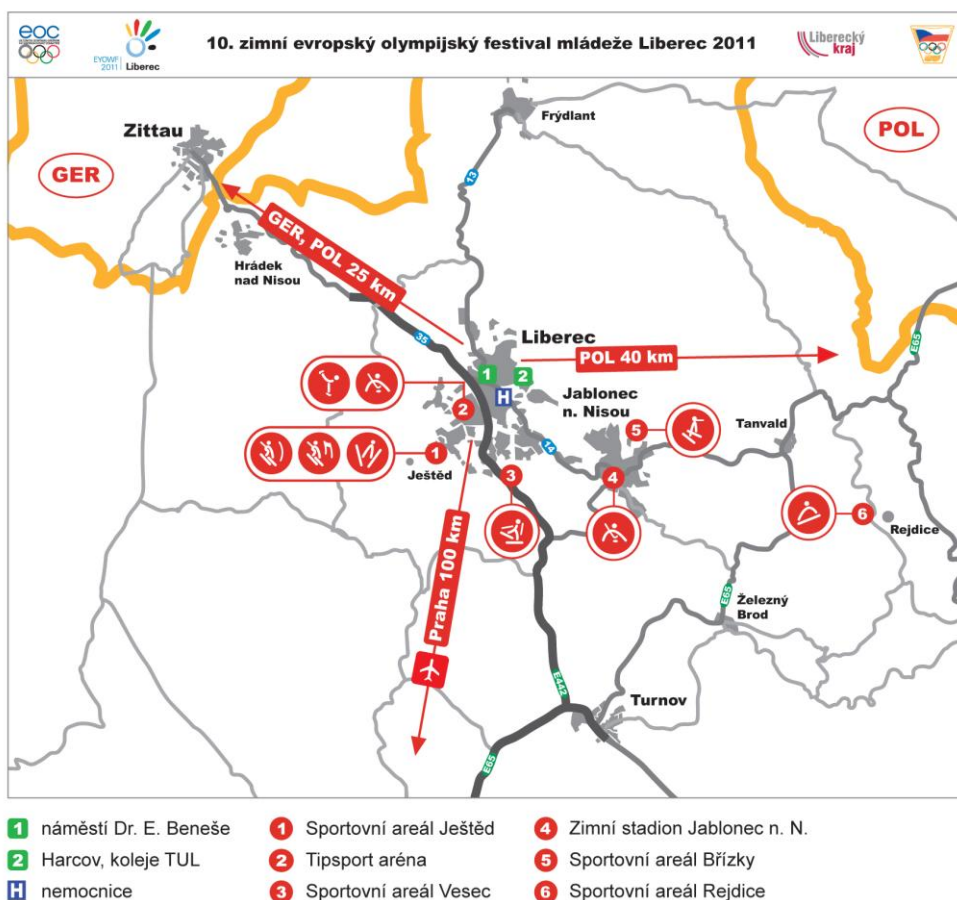 eoc
EYOWF
2011 Liberec
10. zimní evropský olympijský festival mládeže Liberec 2011
Liberecký
kraj
Frýdlant
Zittau
POL
GER
13
GER, POL 25 km
Hrádek
nad Nisou
E65
35
Liberec
POL 40 km
1
2
H
Jablonec
n. Nisou
2
5
Tanvald
1
14
Ještěd
3
4
6
Rejdice
Praha 100 km
E65
Železný
Brod
E442
Turnov
E65
1 náměstí Dr. E. Beneše
2 Harcov, koleje TUL
H nemocnice
1 Sportovní areál Ještěd
2 Tipsport aréna
3 Sportovní areál Vesec
4 Zimní stadion Jablonec n. N.
5 Sportovní areál Břízky
6 Sportovní areál Rejdice